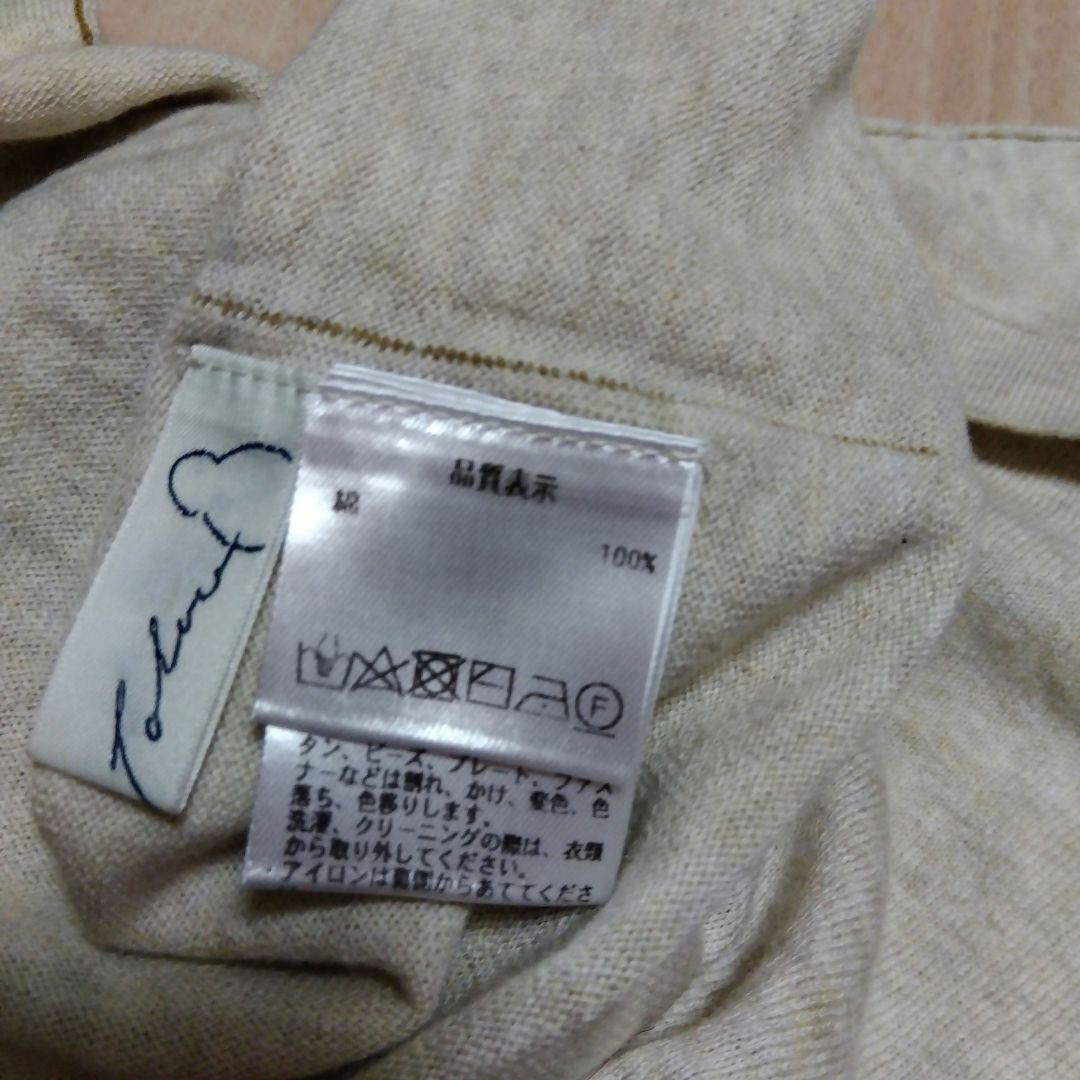 品質表示
綿
100%
F
タン、ビーズ、プレート、ファス
ナーなどは割れ、かけ、変色、色
落ち、色移りします。
洗濯、クリーニングの際は、衣類
から取り外してください。
・アイロンは裏側からあててくださ